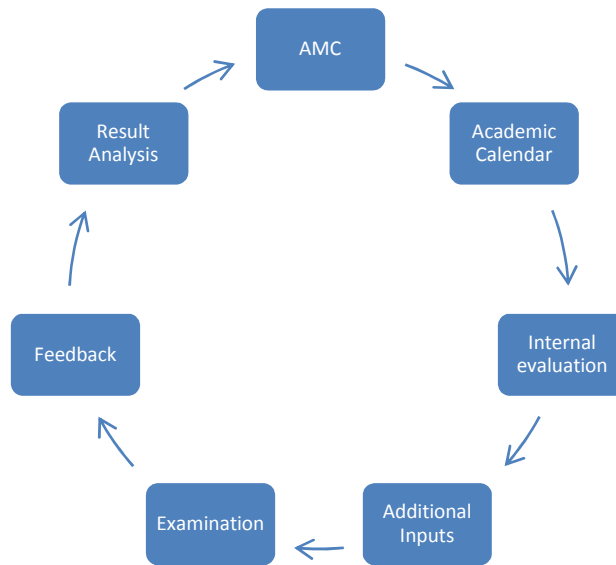 AMC
Academic
Calendar
Internal
evaluation
Additional
Inputs
Examination
Feedback
Result
Analysis